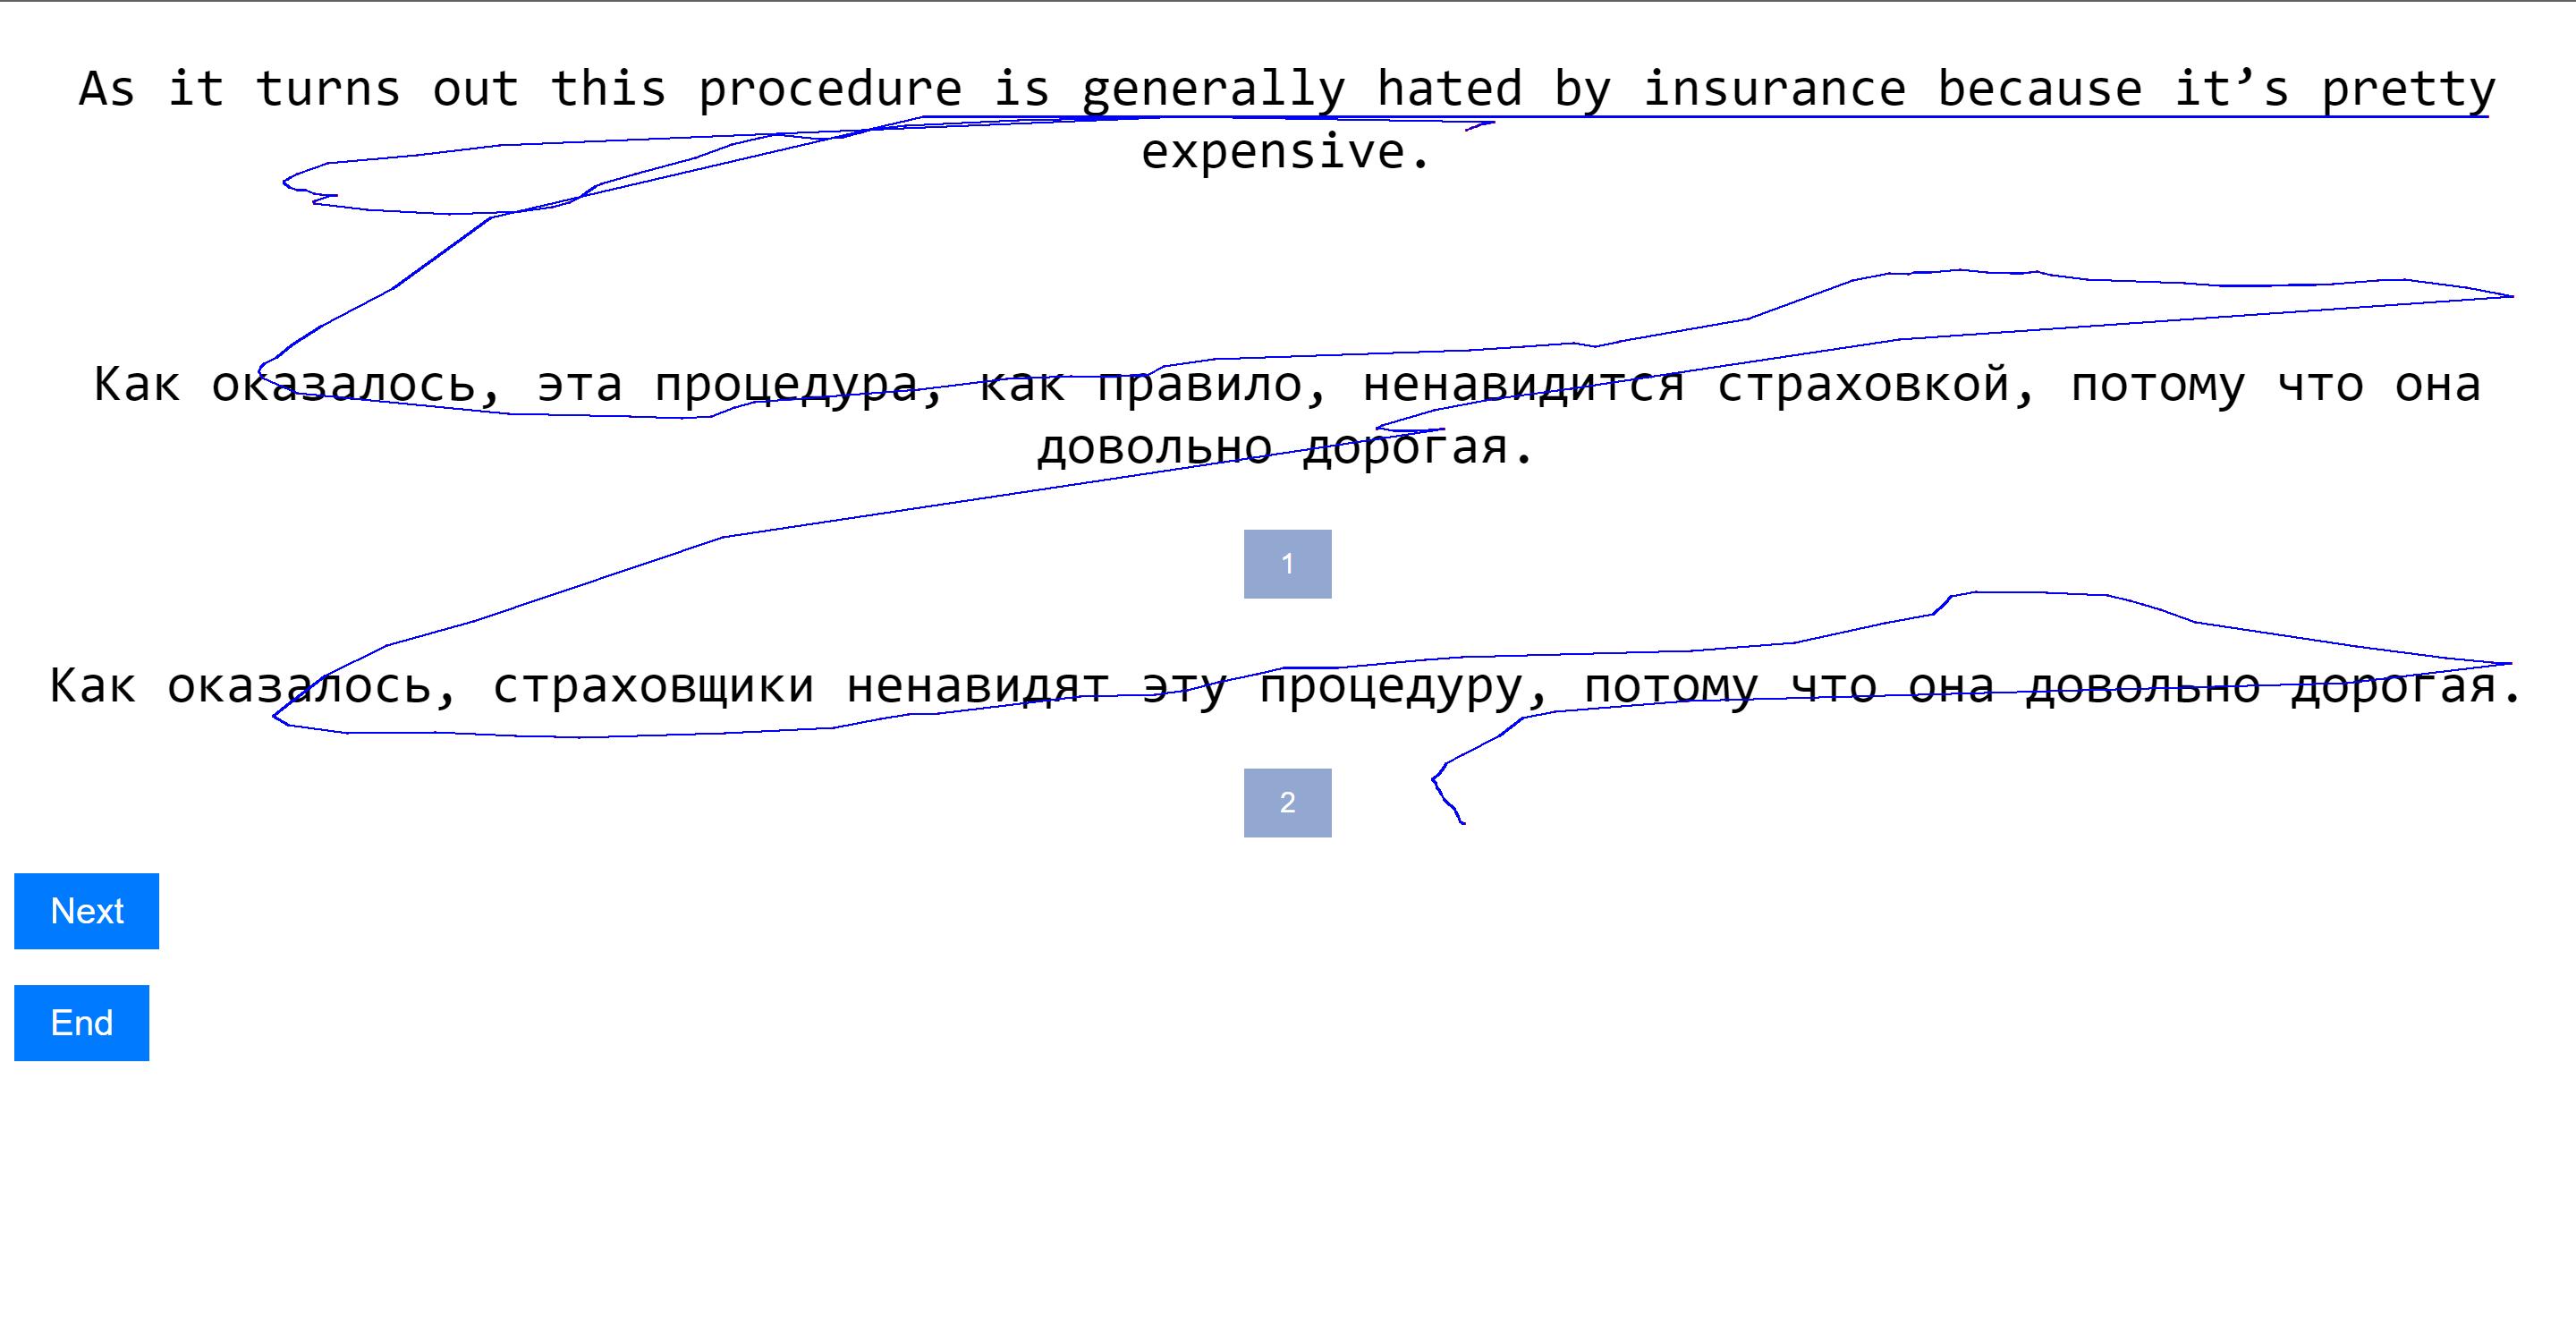 As it turns out this procedure is generally hated by insurance because it’s pretty
expensive.
Как оказалось, эта процедура, как правило, ненавидится страховкой, потому что она
довольно дорогая.
1
Как оказалось, страховщики ненавидят эту процедуру, потому что она довольно дорогая.
2
Next
End